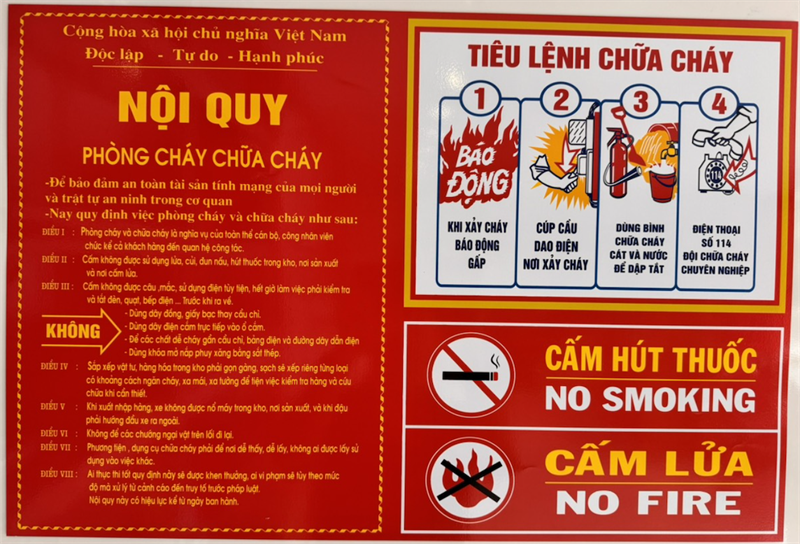 Cộng hòa xã hội chủ nghĩa Việt Nam
Độc lập - Tự do - Hạnh phúc
NỘI QUY
PHÒNG CHÁY CHỮA CHÁY
-Để bảo đảm an toàn tài sản tính mạng của mọi người
và trật tự an ninh trong cơ quan
-Nay quy định việc phòng cháy và chữa cháy như sau:
ĐIỀU I : Phòng cháy và chữa cháy là nghĩa vụ của toàn thể cán bộ, công nhân viên
chức kể cả khách hàng đến quan hệ công tác.
ĐIỀU II : Cấm không được sử dụng lửa, củi, đun nấu, hút thuốc trong kho, nơi sản xuất
và nơi cấm lửa.
ĐIỀU III : Cấm không được câu ,mắc, sử dụng điện tùy tiện, hết giờ làm việc phải kiểm tra
và tắt đèn, quạt, bếp điện ... Trước khi ra về.
KHÔNG
- Dùng dây đồng, giấy bạc thay cầu chì.
- Dùng dây điện cắm trực tiếp vào ổ cắm.
- Để các chất dễ cháy gần cầu chì, bảng điện và đường dây dẫn điện
- Dùng khóa mở nắp phuy xăng bằng sắt thép.
ĐIỀU IV : Sắp xếp vật tư, hàng hóa trong kho phải gọn gàng, sạch sẽ xếp riêng từng loại
có khoảng cách ngăn cháy, xa mái, xa tường để tiện việc kiểm tra hàng và cứu
chữa khi cần thiết.
ĐIỀU V : Khi xuất nhập hàng, xe không được nổ máy trong kho, nơi sản xuất, và khi đậu
phải hướng đầu xe ra ngoài.
ĐIỀU VI : Không để các chướng ngại vật trên lối đi lại.
ĐIỀU VII : Phương tiện , dụng cụ chữa cháy phải để nơi dễ thấy, dễ lấy, không ai được lấy sử
dụng vào việc khác.
ĐIỀU VIII : Ai thực thi tốt quy định nảy sẽ được khen thưởng, ai vi phạm sẽ tùy theo mức
độ mà xử lý từ cảnh cáo đến truy tố trước pháp luật.
Nội quy này có hiệu lực kể từ ngày ban hành.
TIÊU LỆNH CHỮA CHÁY
1
BÁO
ĐỘNG
KHI XẢY CHÁY
BÁO ĐỘNG
GẤP
2
CÚP CẦU
DAO ĐIỆN
NƠI XẢY CHÁY
3
DÙNG BÌNH
CHỮA CHÁY
CÁT VÀ NƯỚC
ĐỂ DẬP TẮT
4
114
ĐIỆN THOẠI
SỐ 114
ĐỘI CHỮA CHÁY
CHUYÊN NGHIỆP
CẤM HÚT THUỐC
NO SMOKING
CẤM LỬA
NO FIRE